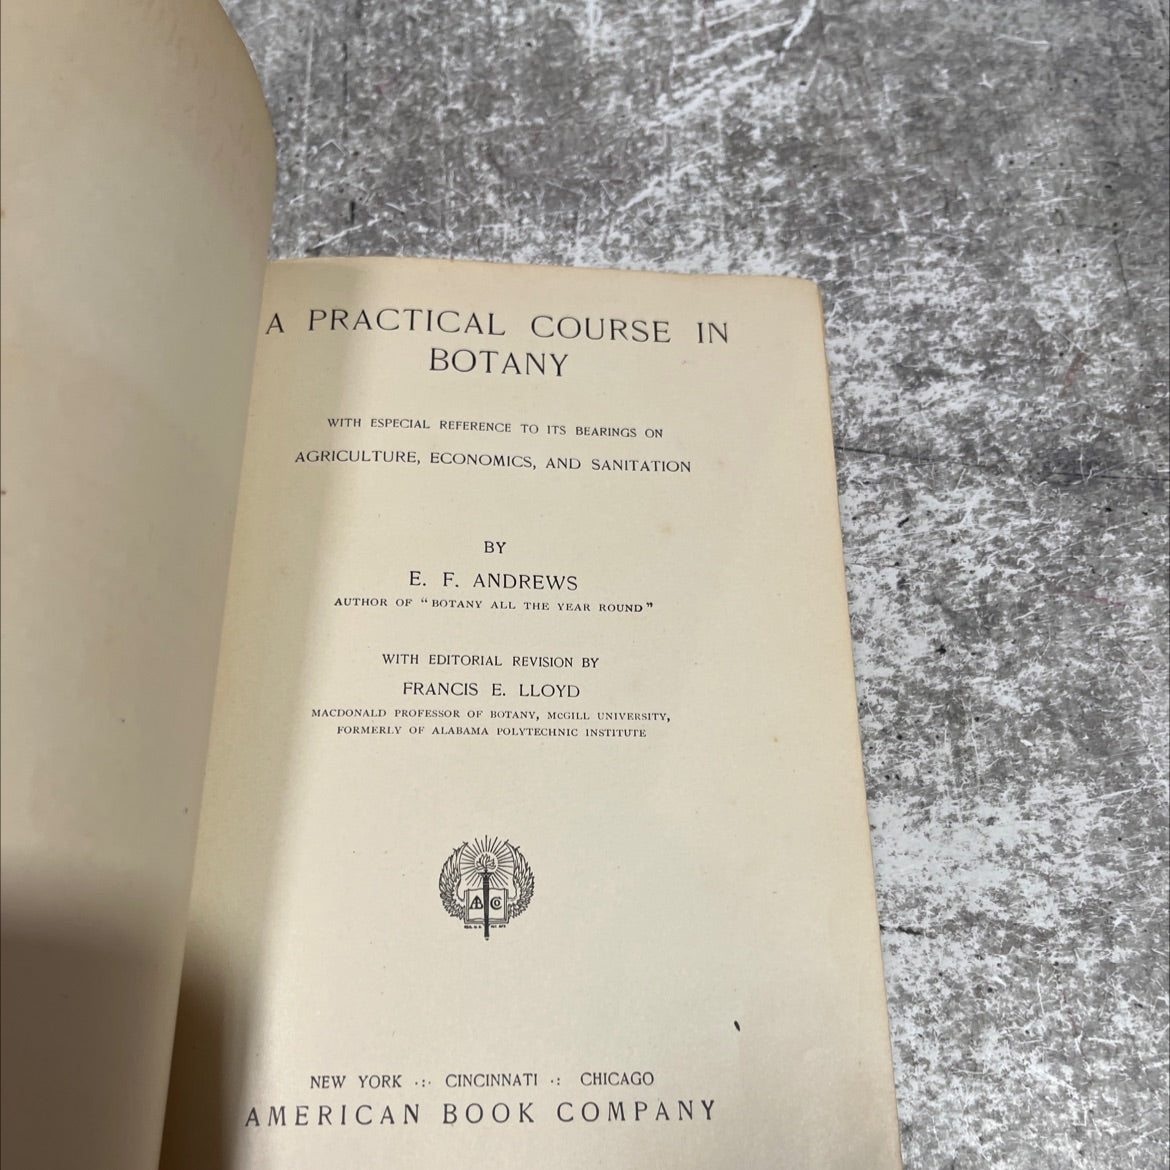 A PRACTICAL COURSE IN
BOTANY
WITH ESPECIAL REFERENCE TO ITS BEARINGS ON
AGRICULTURE, ECONOMICS, AND SANITATION
BY
E. F. ANDREWS
AUTHOR OF "BOTANY ALL THE YEAR ROUND"
WITH EDITORIAL REVISION BY
FRANCIS E. LLOYD
MACDONALD PROFESSOR OF BOTANY, McGILL UNIVERSITY,
FORMERLY OF ALABAMA POLYTECHNIC INSTITUTE
AB Co
NEW YORK ·:· CINCINNATI ·:· CHICAGO
AMERICAN BOOK COMPANY